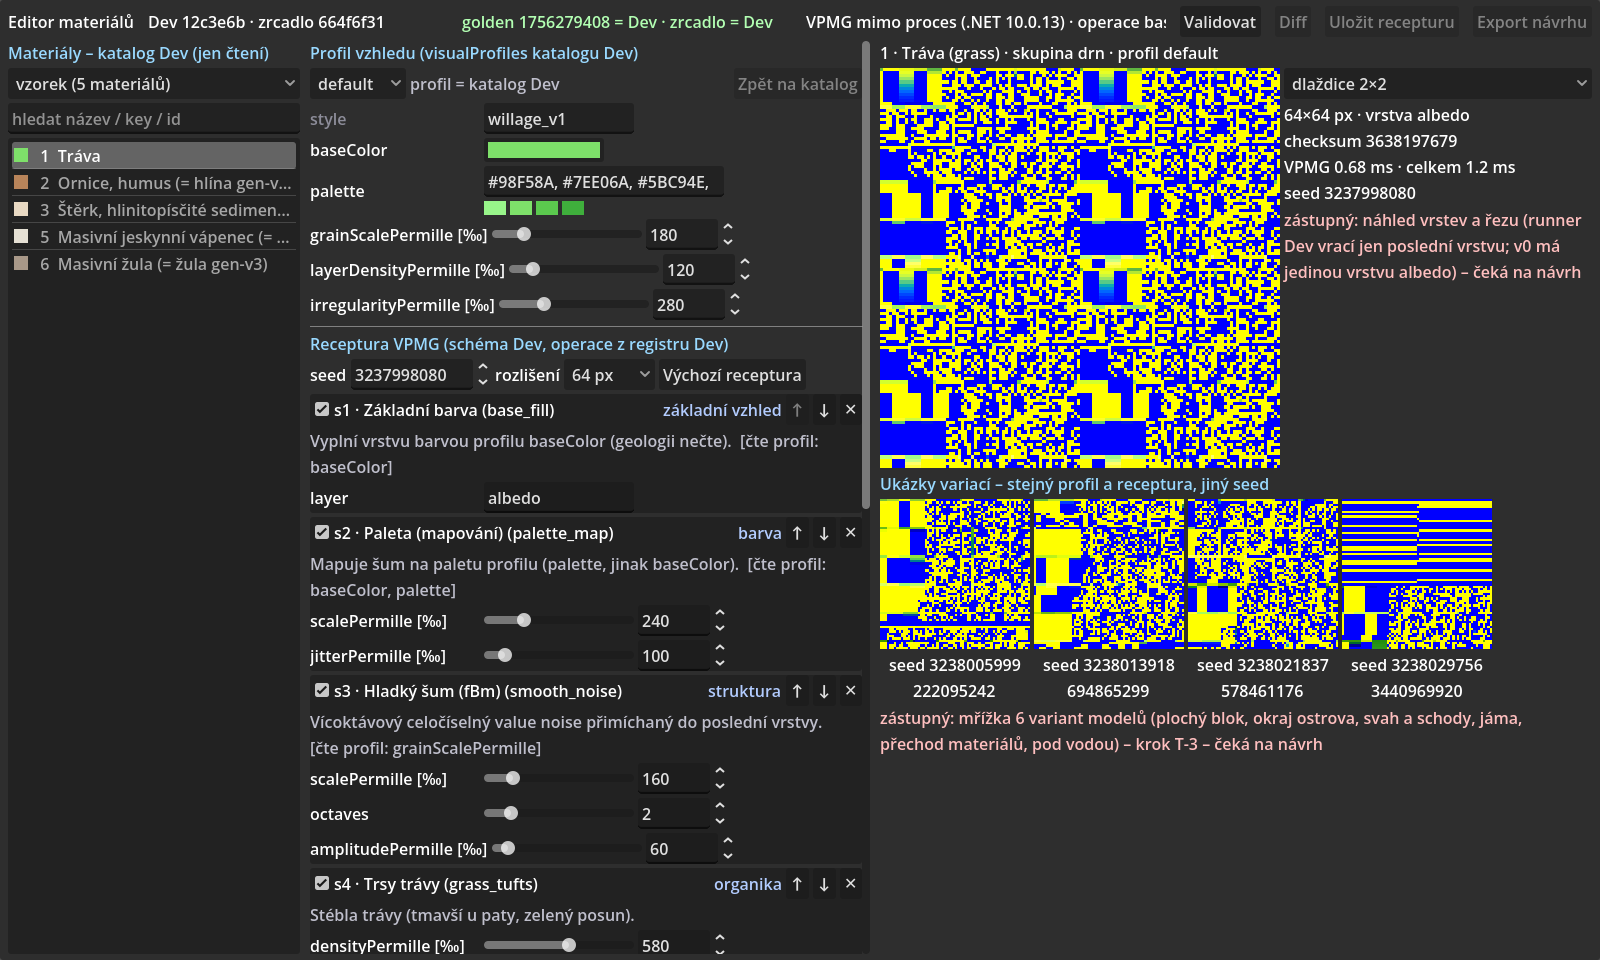 Editor materiálů Dev 12c3e6b · zrcadlo 664f6f31 golden 1756279408 = Dev · zrcadlo = Dev VPMG mimo proces (.NET 10.0.13) · operace Validovat Diff Uložit recepturu Export návrhu
Materiály – katalog Dev (jen čtení)
vzorek (5 materiálů)
hledat název / key / id
1 Tráva
2 Ornice, humus (= hlína gen-v...
3 Štěrk, hlinitopísčité sedimen...
5 Masivní jeskynní vápenec (= ...
6 Masivní žula (= žula gen-v3)
Profil vzhledu (visualProfiles katalogu Dev)
default profil = katalog Dev Zpět na katalog
style willage_v1
baseColor
palette #98F58A, #7EE06A, #5BC94E,
grainScalePermille [‰] 180
layerDensityPermille [‰] 120
irregularityPermille [‰] 280
Receptura VPMG (schéma Dev, operace z registru Dev)
seed 3237998080 rozlišení 64 px Výchozí receptura
s1 · Základní barva (base_fill) základní vzhled ↑ ↓ ✕
Vyplní vrstvu barvou profilu baseColor (geologii nečte). [čte profil:
baseColor]
layer albedo
s2 · Paleta (mapování) (palette_map) barva ↑ ↓ ✕
Mapuje šum na paletu profilu (palette, jinak baseColor). [čte profil:
baseColor, palette]
scalePermille [‰] 240
jitterPermille [‰] 100
s3 · Hladký šum (fBm) (smooth_noise) struktura ↑ ↓ ✕
Vícoktávový celočíselný value noise přimíchaný do poslední vrstvy.
[čte profil: grainScalePermille]
scalePermille [‰] 160
octaves 2
amplitudePermille [‰] 60
s4 · Trsy trávy (grass_tufts) organika ↑ ↓ ✕
Stébla trávy (tmavší u paty, zelený posun).
densityPermille [‰] 580
1 · Tráva (grass) · skupina drn · profil default
dlaždice 2×2
64×64 px · vrstva albedo
checksum 3638197679
VPMG 0.68 ms · celkem 1.2 ms
seed 3237998080
zástupný: náhled vrstev a řezu (runner
Dev vrací jen poslední vrstvu; v0 má
jedinou vrstvu albedo) – čeká na návrh
Ukázky variací – stejný profil a receptura, jiný seed
seed 3238005999 seed 3238013918 seed 3238021837 seed 3238029756
222095242 694865299 578461176 3440969920
zástupný: mřížka 6 variant modelů (plochý blok, okraj ostrova, svah a schody, jáma,
přechod materiálů, pod vodou) – krok T-3 – čeká na návrh